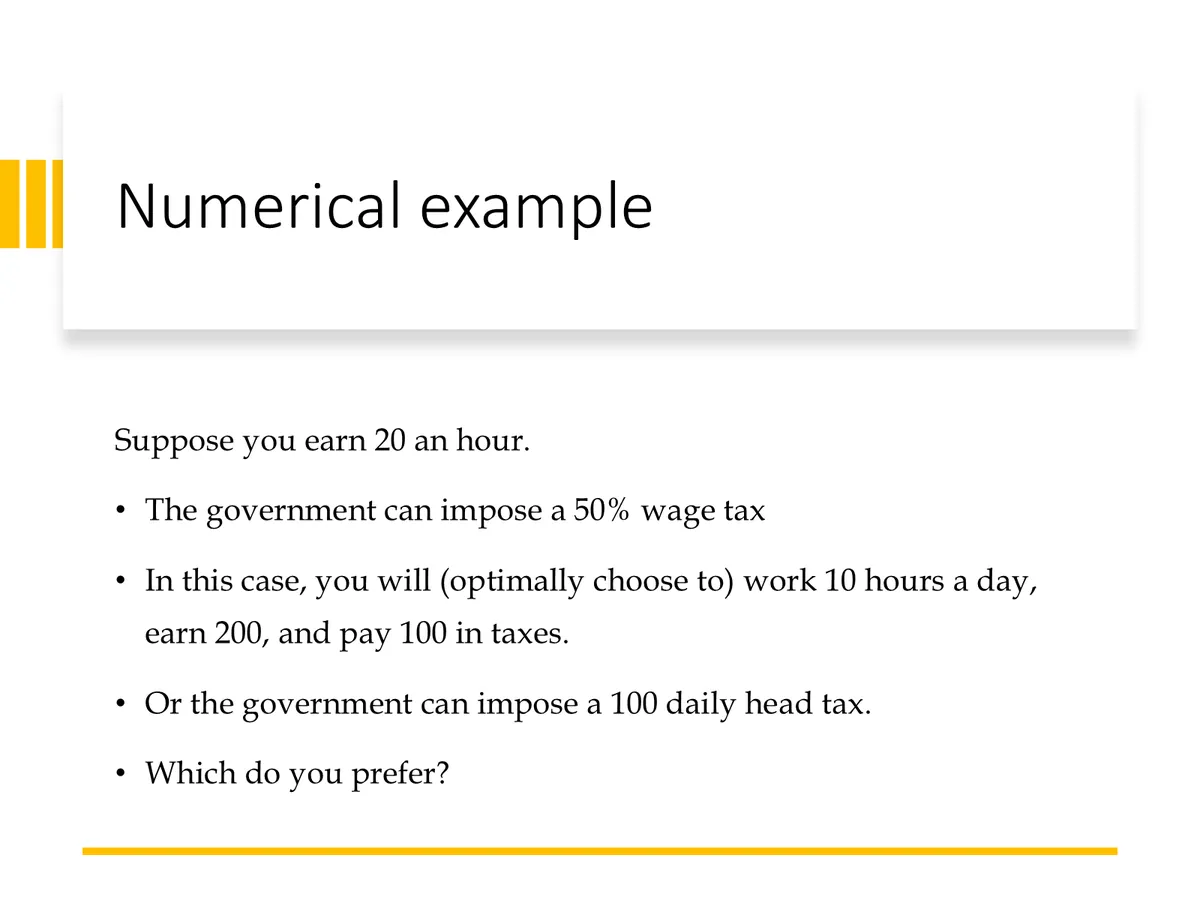 Numerical example
Suppose you earn 20 an hour.
• The government can impose a 50% wage tax
• In this case, you will (optimally choose to) work 10 hours a day,
earn 200, and pay 100 in taxes.
• Or the government can impose a 100 daily head tax.
• Which do you prefer?